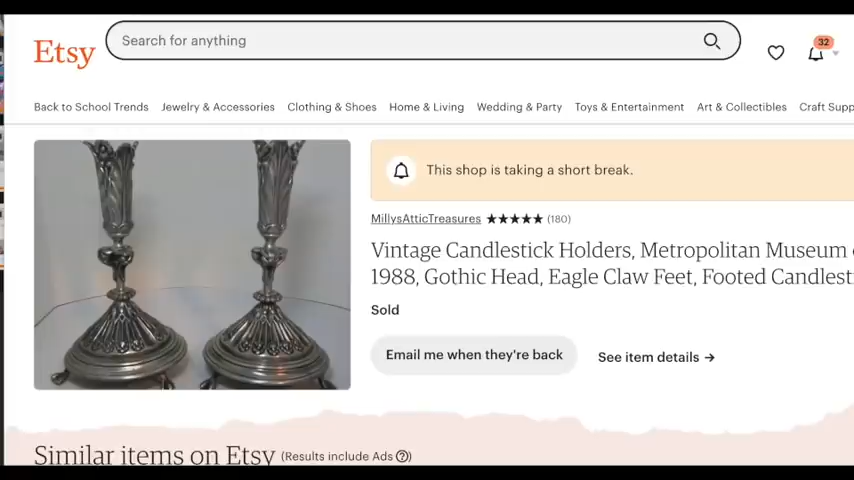 Etsy
Search for anything
32
Back to School Trends Jewelry & Accessories Clothing & Shoes Home & Living Wedding & Party Toys & Entertainment Art & Collectibles Craft Supp
This shop is taking a short break.
MillysAtticTreasures ★★★★★ (180)
Vintage Candlestick Holders, Metropolitan Museum
1988, Gothic Head, Eagle Claw Feet, Footed Candlesti
Sold
Email me when they're back
See item details →
Similar items on Etsy (Results include Ads ?)